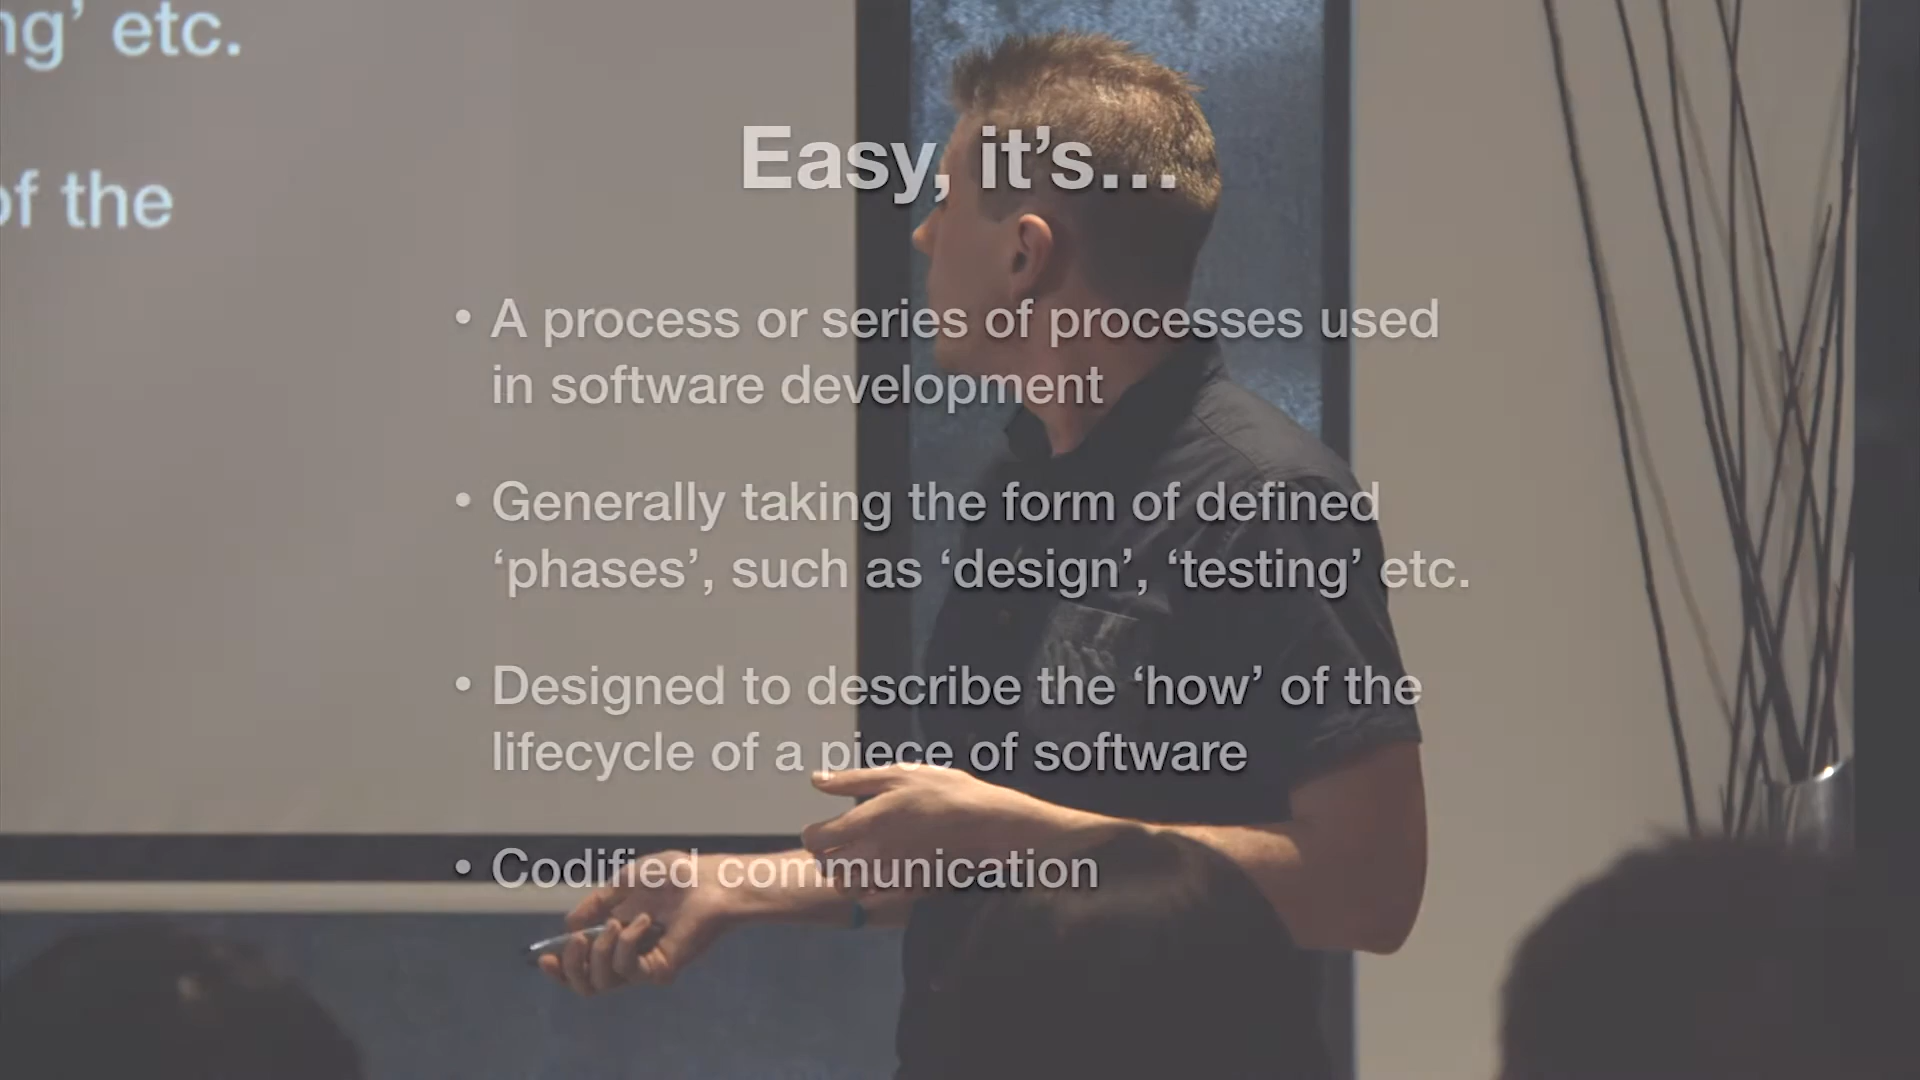 ng’ etc.
of the
Easy, it’s…
• A process or series of processes used
in software development
• Generally taking the form of defined
‘phases’, such as ‘design’, ‘testing’ etc.
• Designed to describe the ‘how’ of the
lifecycle of a piece of software
• Codified communication